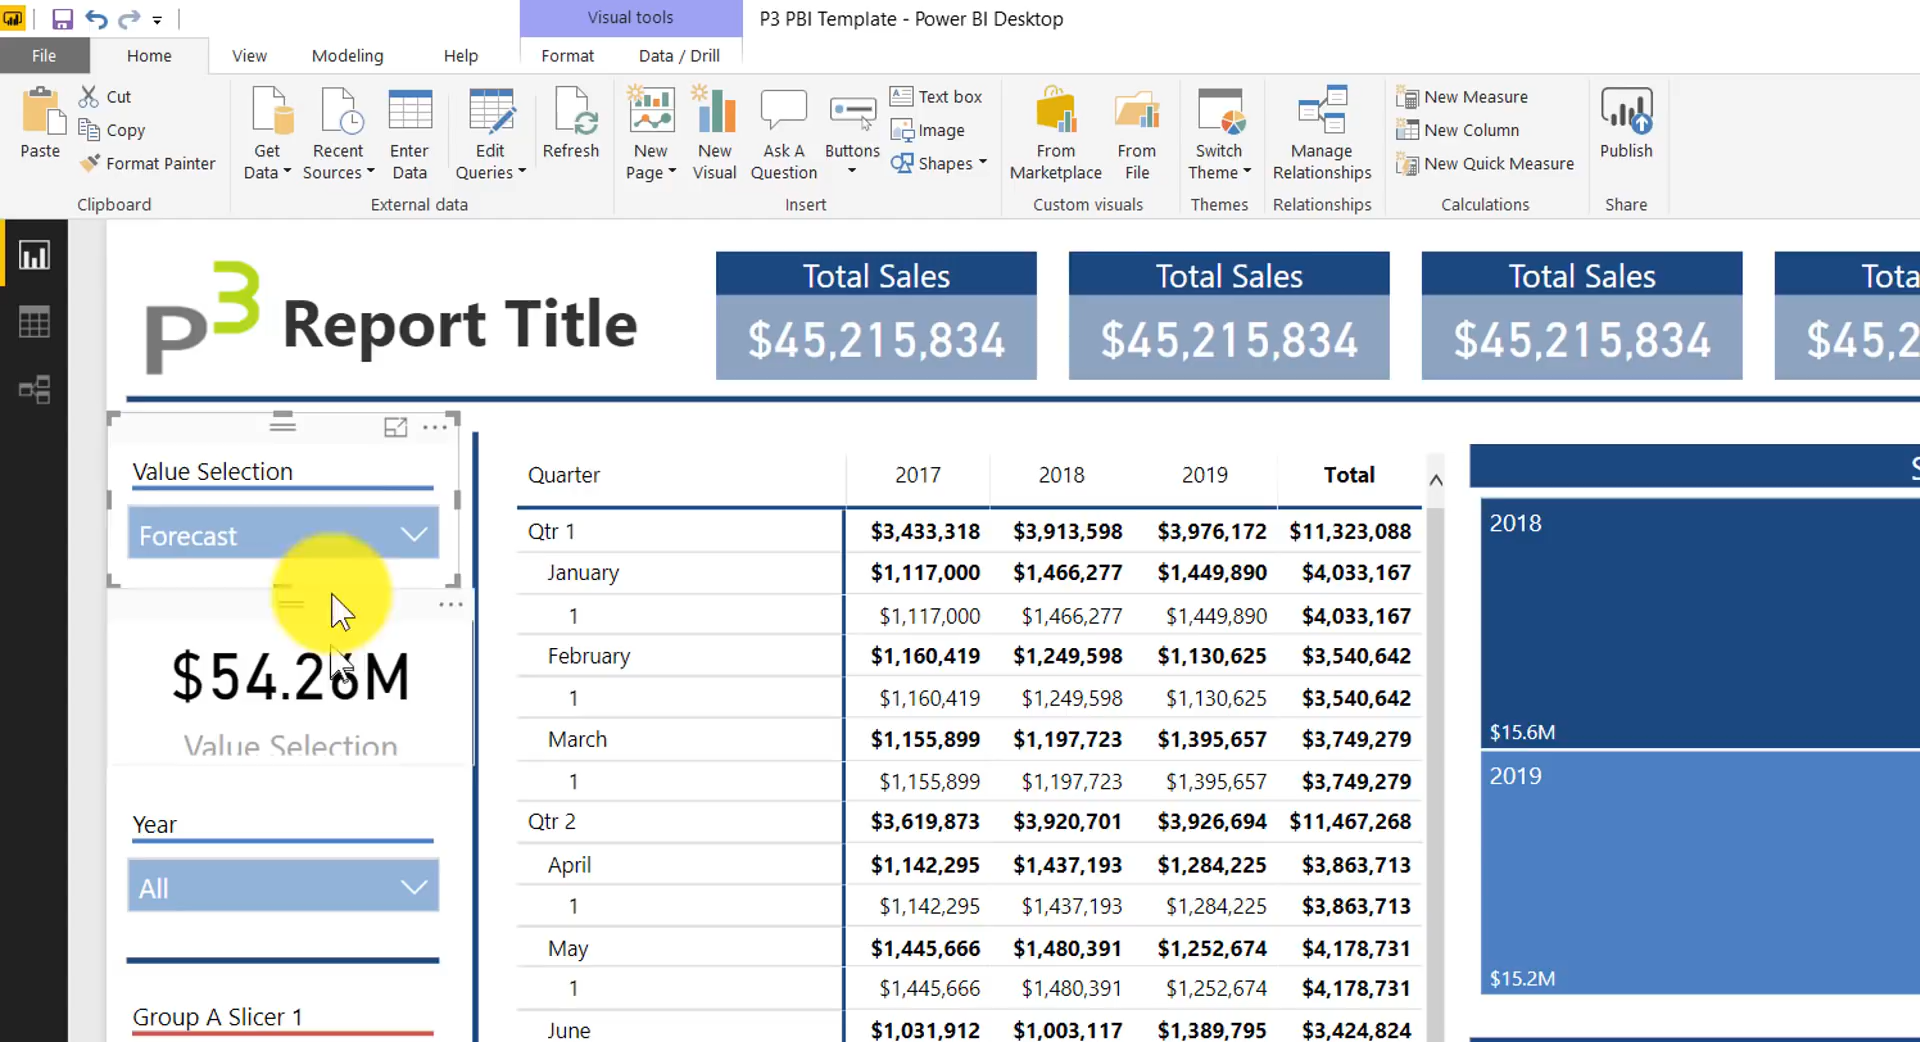 Visual tools
P3 PBI Template - Power BI Desktop
File Home View Modeling Help Format Data / Drill
Paste
Cut
Copy
Format Painter
Clipboard
Get Data
Recent Sources
Enter Data
Edit Queries
Refresh
External data
New Page
New Visual
Ask A Question
Buttons
Text box
Image
Shapes
Insert
From Marketplace
From File
Custom visuals
Switch Theme
Themes
Manage Relationships
Relationships
New Measure
New Column
New Quick Measure
Calculations
Publish
Share
P3 Report Title
Total Sales
$45,215,834
Total Sales
$45,215,834
Total Sales
$45,215,834
Tota
$45,2
Value Selection
Forecast
$54.26M
Value Selection
Year
All
Group A Slicer 1
Quarter 2017 2018 2019 Total
Qtr 1 $3,433,318 $3,913,598 $3,976,172 $11,323,088
January $1,117,000 $1,466,277 $1,449,890 $4,033,167
1 $1,117,000 $1,466,277 $1,449,890 $4,033,167
February $1,160,419 $1,249,598 $1,130,625 $3,540,642
1 $1,160,419 $1,249,598 $1,130,625 $3,540,642
March $1,155,899 $1,197,723 $1,395,657 $3,749,279
1 $1,155,899 $1,197,723 $1,395,657 $3,749,279
Qtr 2 $3,619,873 $3,920,701 $3,926,694 $11,467,268
April $1,142,295 $1,437,193 $1,284,225 $3,863,713
1 $1,142,295 $1,437,193 $1,284,225 $3,863,713
May $1,445,666 $1,480,391 $1,252,674 $4,178,731
1 $1,445,666 $1,480,391 $1,252,674 $4,178,731
June $1,031,912 $1,003,117 $1,389,795 $3,424,824
S
2018
$15.6M
2019
$15.2M